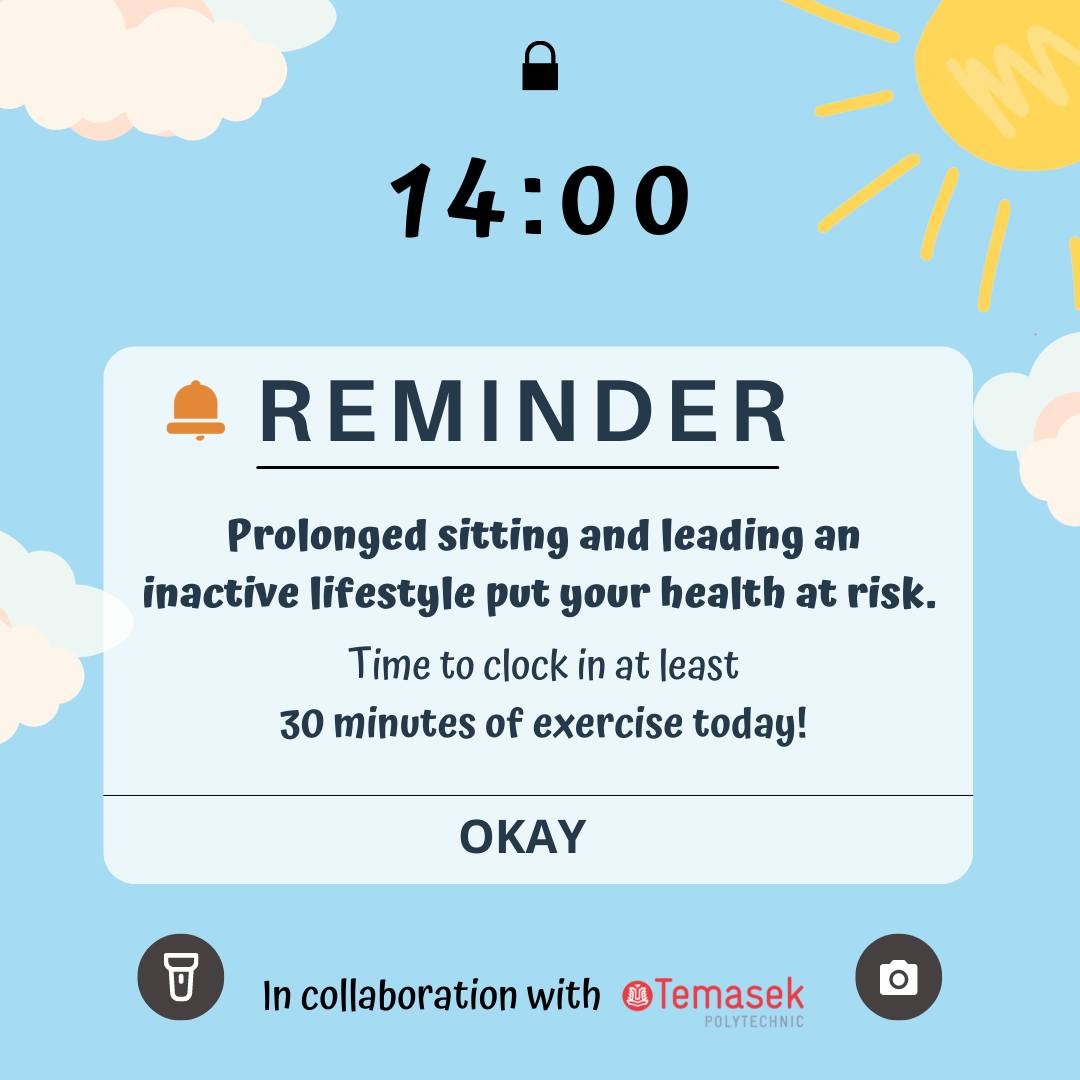 14:00
REMINDER
Prolonged sitting and leading an
inactive lifestyle put your health at risk.
Time to clock in at least
30 minutes of exercise today!
OKAY
In collaboration with Temasek
POLYTECHNIC